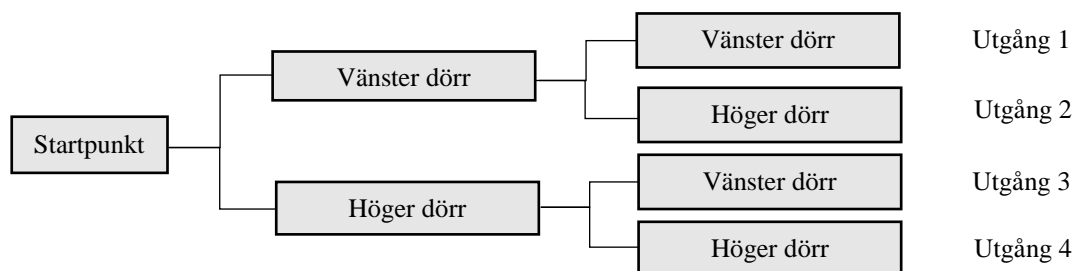 Vänster dörr Utgång 1
Vänster dörr
Höger dörr Utgång 2
Startpunkt
Vänster dörr Utgång 3
Höger dörr
Höger dörr Utgång 4